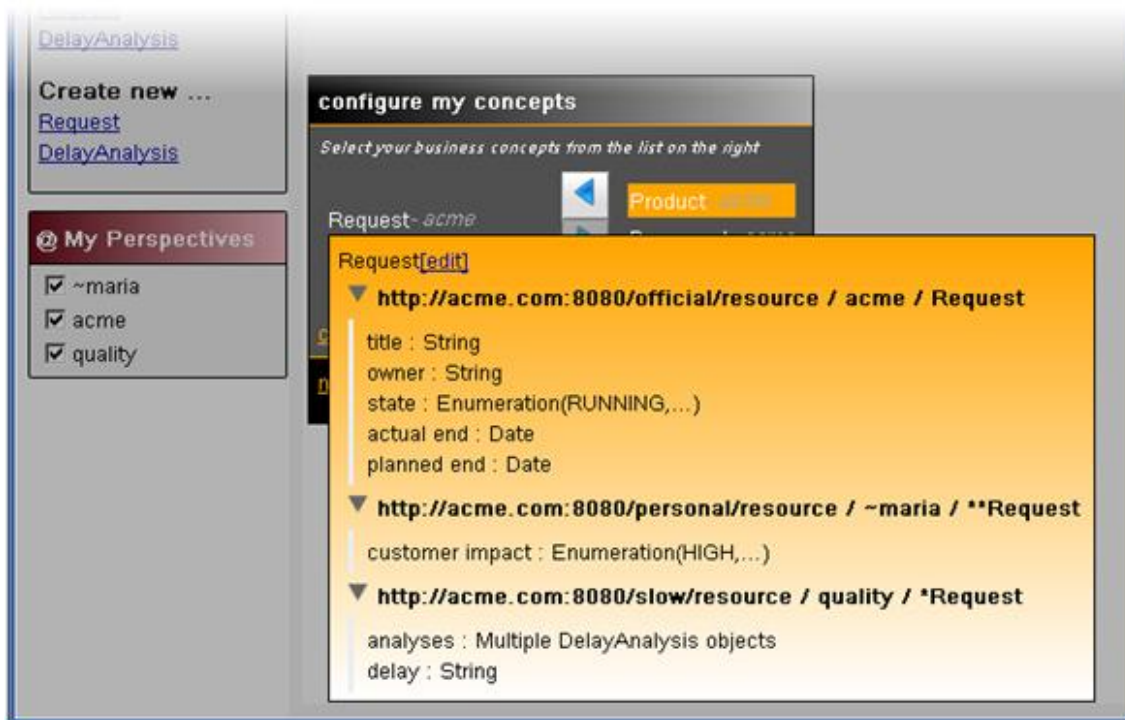 DelayAnalysis
Create new ...
Request
DelayAnalysis
@ My Perspectives
~maria
acme
quality
configure my concepts
Select your business concepts from the list on the right
Request- acme
Product
Request[edit]
http://acme.com:8080/official/resource / acme / Request
title : String
owner : String
state : Enumeration(RUNNING,...)
actual end : Date
planned end : Date
http://acme.com:8080/personal/resource / ~maria / **Request
customer impact : Enumeration(HIGH,...)
http://acme.com:8080/slow/resource / quality / *Request
analyses : Multiple DelayAnalysis objects
delay : String